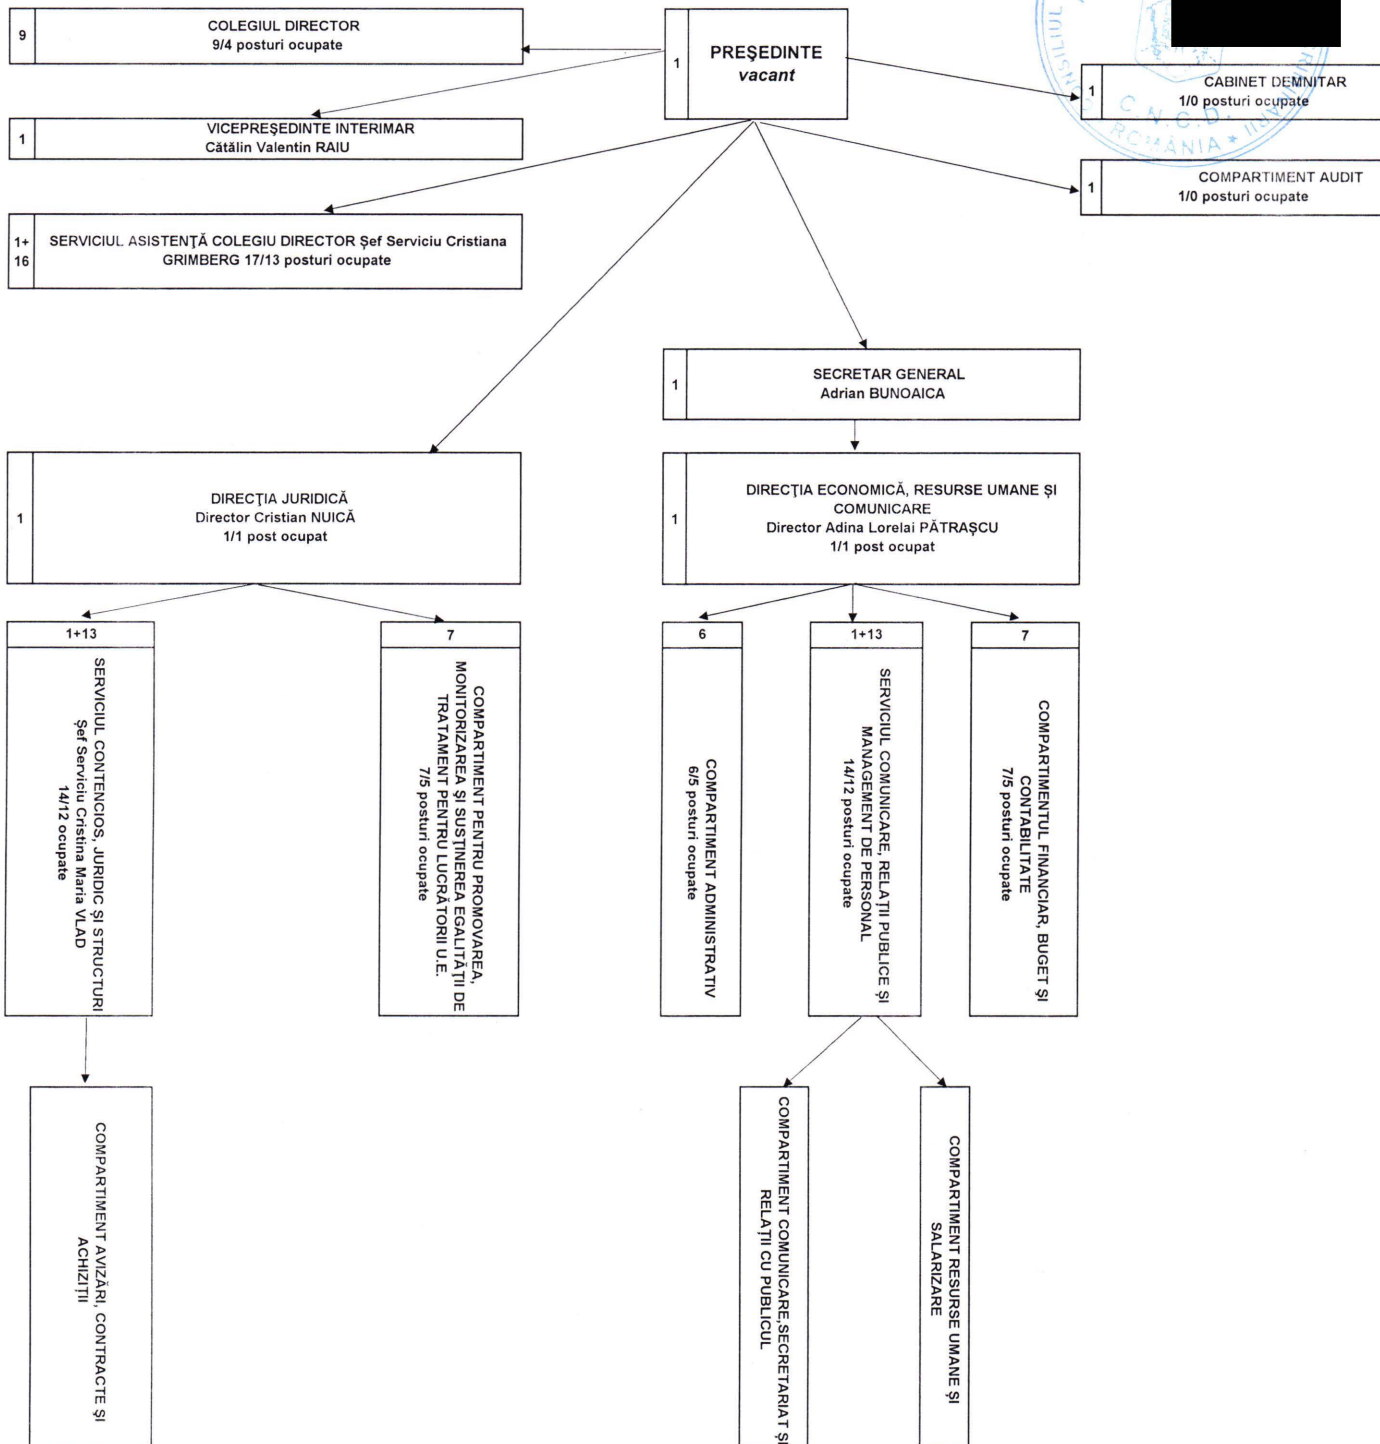 9
COLEGIUL DIRECTOR
9/4 posturi ocupate
1
PREŞEDINTE
vacant
1
CABINET DEMNITAR
1/0 posturi ocupate
C.N.C.D.
ROMÂNIA *
1
VICEPREŞEDINTE INTERIMAR
Cătălin Valentin RAIU
1
COMPARTIMENT AUDIT
1/0 posturi ocupate
1+
16
SERVICIUL ASISTENŢĂ COLEGIU DIRECTOR Şef Serviciu Cristiana
GRIMBERG 17/13 posturi ocupate
1
SECRETAR GENERAL
Adrian BUNOAICA
1
DIRECŢIA JURIDICĂ
Director Cristian NUICĂ
1/1 post ocupat
1
DIRECŢIA ECONOMICĂ, RESURSE UMANE ŞI
COMUNICARE
Director Adina Lorelai PĂTRAŞCU
1/1 post ocupat
1+13
SERVICIUL CONTENCIOS, JURIDIC ŞI STRUCTURI
Şef Serviciu Cristina Maria VLAD
14/12 ocupate
7
COMPARTIMENT PENTRU PROMOVAREA,
MONITORIZAREA ŞI SUSŢINEREA EGALITĂŢII DE
TRATAMENT PENTRU LUCRĂTORII U.E.
7/5 posturi ocupate
6
COMPARTIMENT ADMINISTRATIV
6/5 posturi ocupate
1+13
SERVICIUL COMUNICARE, RELAŢII PUBLICE ŞI
MANAGEMENT DE PERSONAL
14/12 posturi ocupate
7
COMPARTIMENTUL FINANCIAR, BUGET ŞI
CONTABILITATE
7/5 posturi ocupate
COMPARTIMENT AVIZĂRI, CONTRACTE ŞI
ACHIZIŢII
COMPARTIMENT COMUNICARE,SECRETARIAT ŞI
RELAŢII CU PUBLICUL
COMPARTIMENT RESURSE UMANE ŞI
SALARIZARE